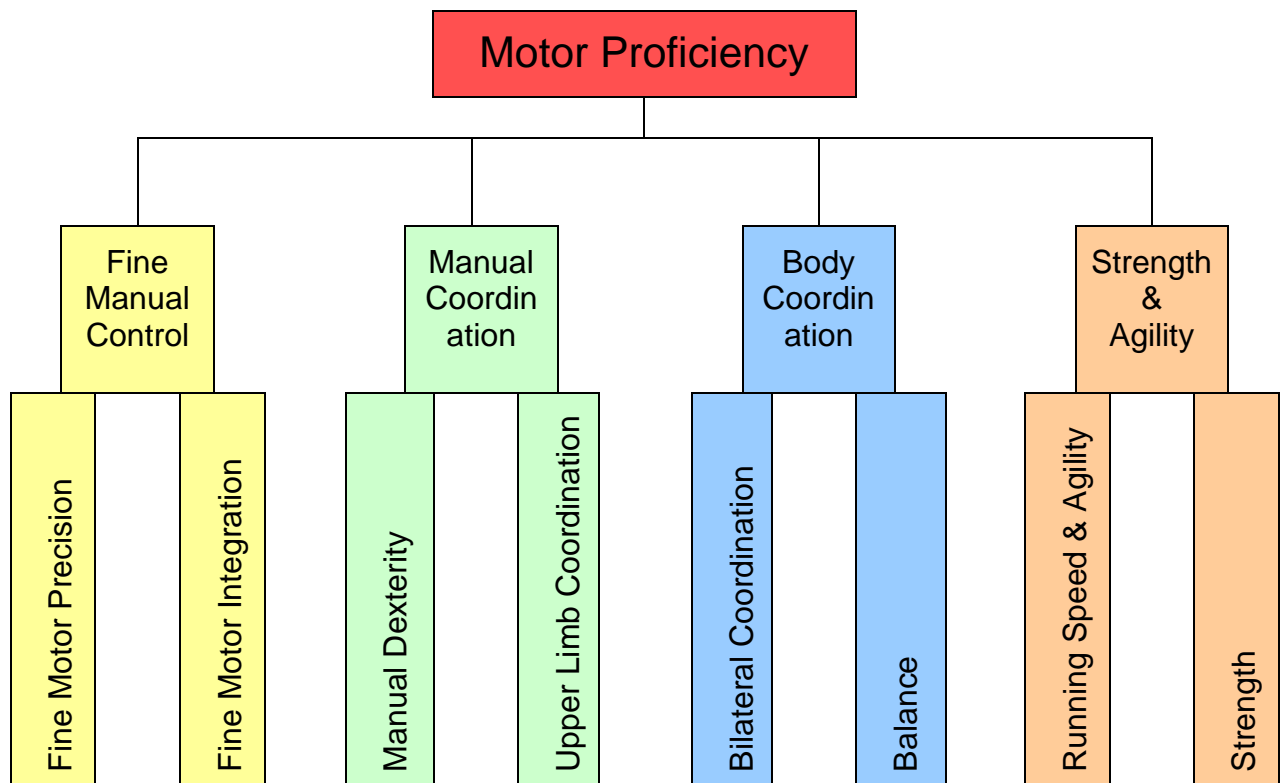 Motor Proficiency
Fine
Manual
Control
Manual
Coordin
ation
Body
Coordin
ation
Strength
&
Agility
Fine Motor Precision
Fine Motor Integration
Manual Dexterity
Upper Limb Coordination
Bilateral Coordination
Balance
Running Speed & Agility
Strength